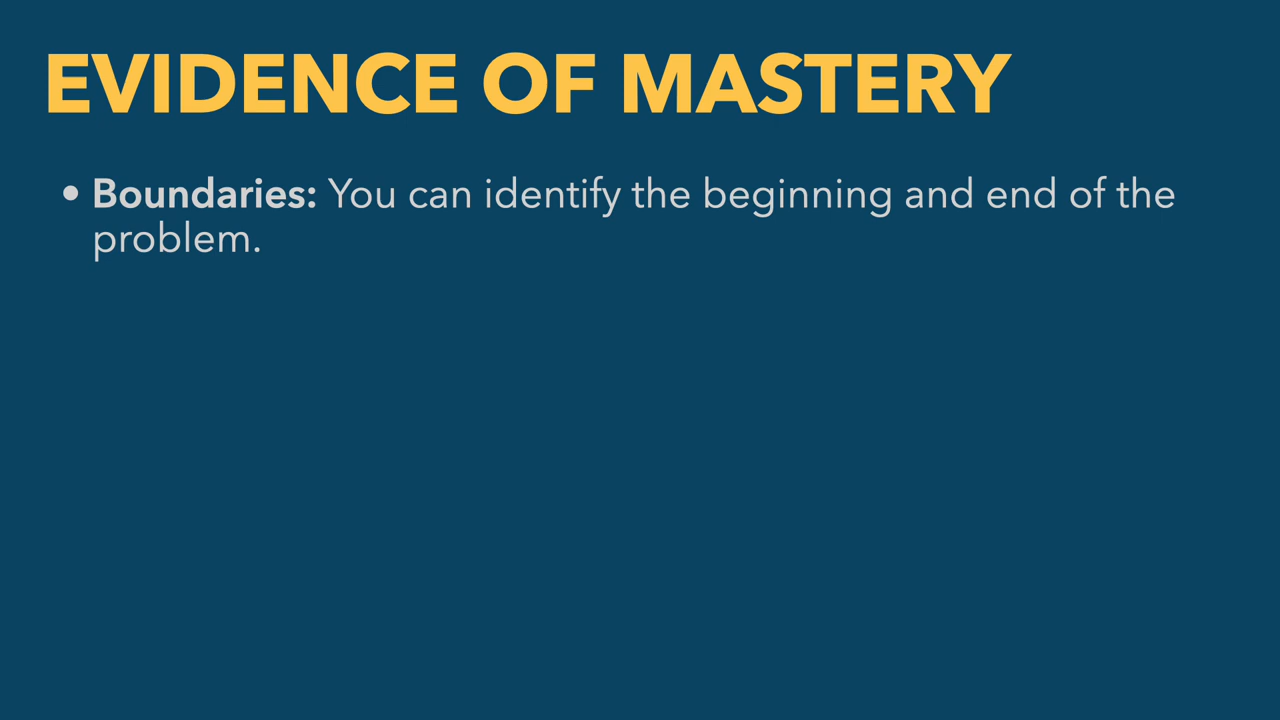 EVIDENCE OF MASTERY
• Boundaries: You can identify the beginning and end of the
problem.